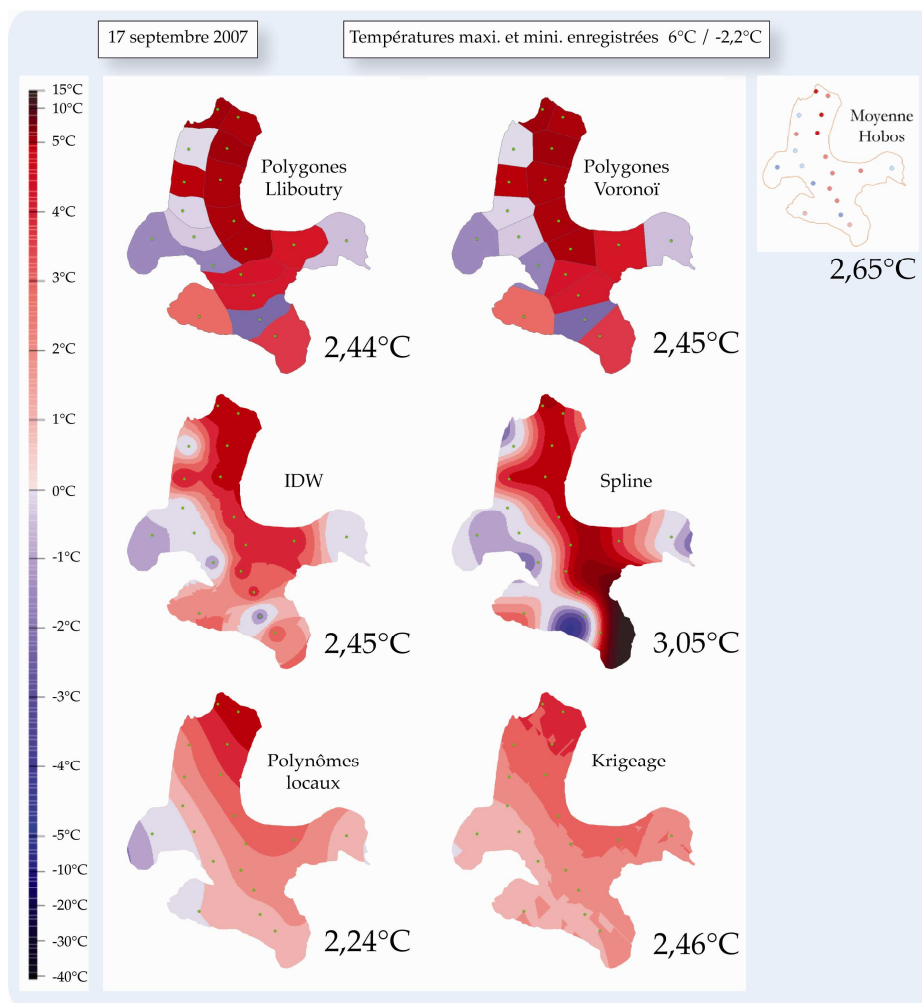 17 septembre 2007
Températures maxi. et mini. enregistrées 6°C / -2,2°C
15°C
10°C
5°C
4°C
3°C
2°C
1°C
0°C
-1°C
-2°C
-3°C
-4°C
-5°C
-10°C
-20°C
-30°C
-40°C
Polygones
Lliboutry
2,44°C
Polygones
Voronoï
2,45°C
Moyenne
Hobos
2,65°C
IDW
2,45°C
Spline
3,05°C
Polynômes
locaux
2,24°C
Krigeage
2,46°C